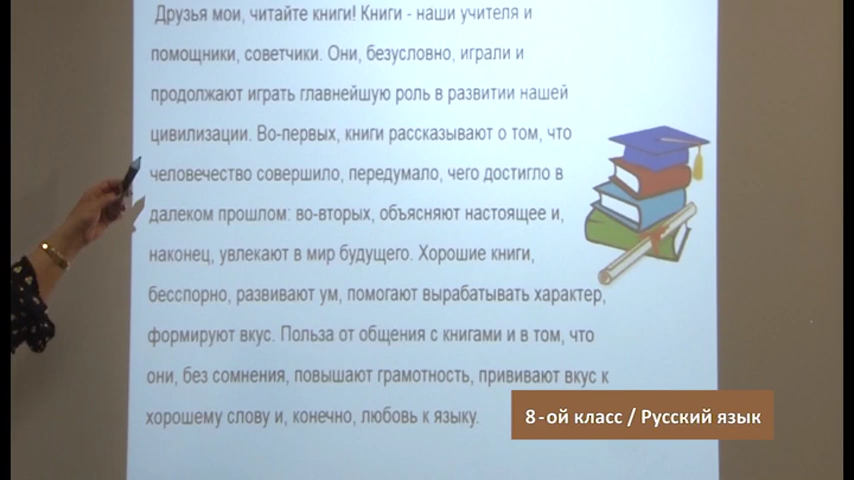 Друзья мои, читайте книги! Книги - наши учителя и
помощники, советчики. Они, безусловно, играли и
продолжают играть главнейшую роль в развитии нашей
цивилизации. Во-первых, книги рассказывают о том, что
человечество совершило, передумало, чего достигло в
далеком прошлом: во-вторых, объясняют настоящее и,
наконец, увлекают в мир будущего. Хорошие книги,
бесспорно, развивают ум, помогают вырабатывать характер,
формируют вкус. Польза от общения с книгами и в том, что
они, без сомнения, повышают грамотность, прививают вкус к
хорошему слову и, конечно, любовь к языку.
8-ой класс / Русский язык